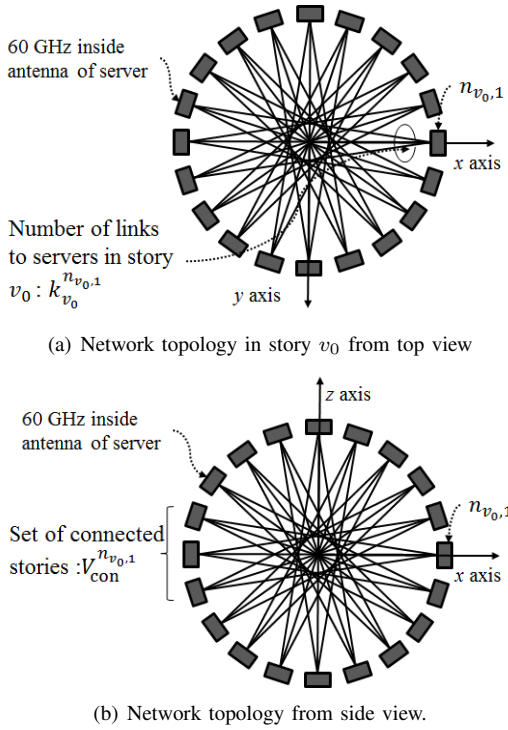 60 GHz inside
antenna of server
n_{v_0,1}
x axis
Number of links
to servers in story
v_0 : k_{v_0}^{n_{v_0,1}}
y axis
(a) Network topology in story v_0 from top view
z axis
60 GHz inside
antenna of server
n_{v_0,1}
Set of connected
stories :V_{con}^{n_{v_0,1}}
x axis
(b) Network topology from side view.